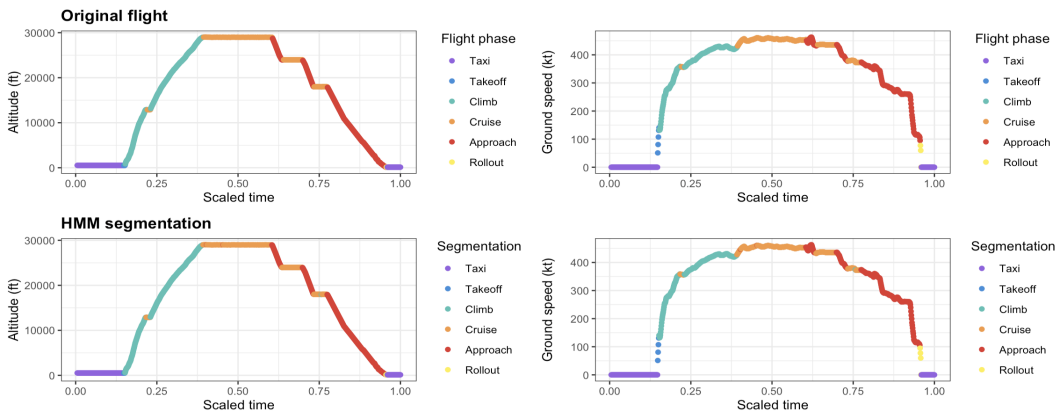 Original flight
30000
20000
10000
0
Altitude (ft)
0.00 0.25 0.50 0.75 1.00
Scaled time
Flight phase
Taxi
Takeoff
Climb
Cruise
Approach
Rollout
400
300
200
100
0
Ground speed (kt)
0.00 0.25 0.50 0.75 1.00
Scaled time
Flight phase
Taxi
Takeoff
Climb
Cruise
Approach
Rollout
HMM segmentation
30000
20000
10000
0
Altitude (ft)
0.00 0.25 0.50 0.75 1.00
Scaled time
Segmentation
Taxi
Takeoff
Climb
Cruise
Approach
Rollout
400
300
200
100
0
Ground speed (kt)
0.00 0.25 0.50 0.75 1.00
Scaled time
Segmentation
Taxi
Takeoff
Climb
Cruise
Approach
Rollout